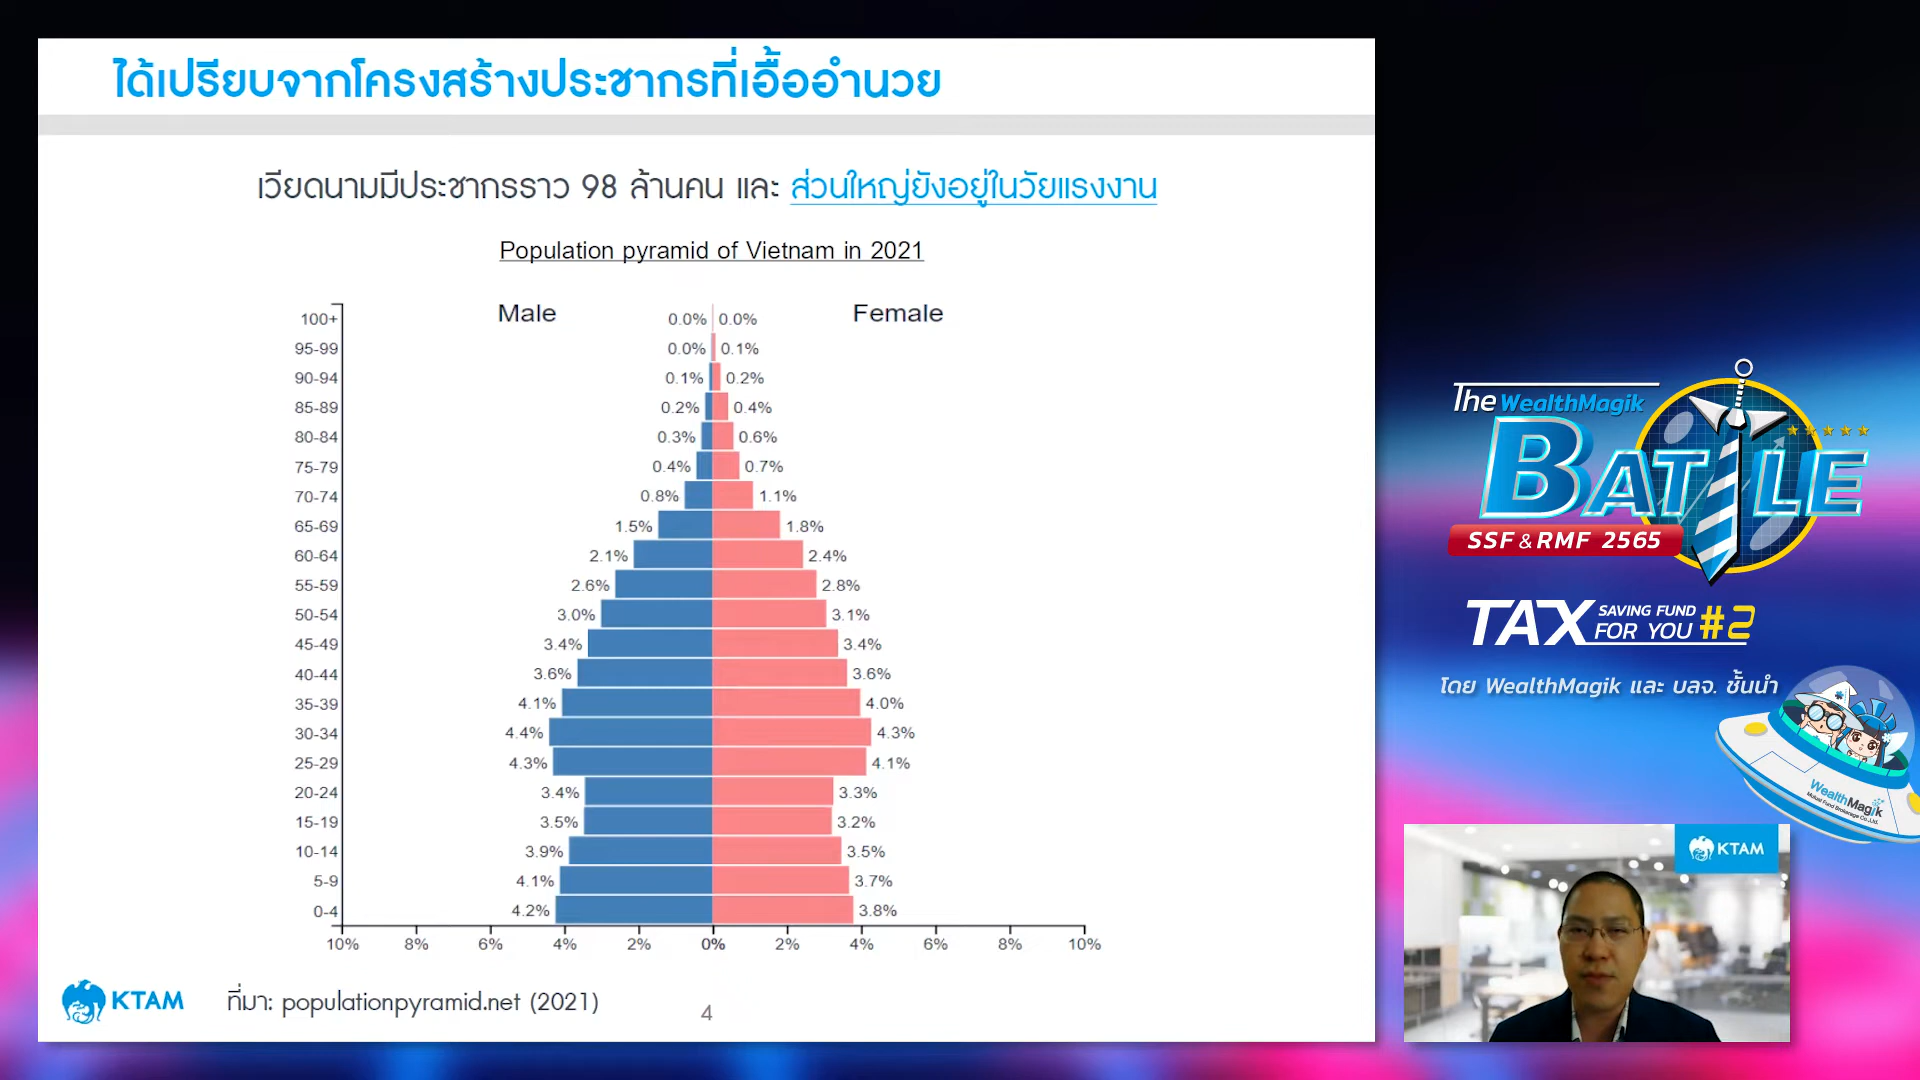 ได้เปรียบจากโครงสร้างประชากรที่เอื้ออำนวย
เวียดนามมีประชากรราว 98 ล้านคน และ ส่วนใหญ่ยังอยู่ในวัยแรงงาน
Population pyramid of Vietnam in 2021
Male Female
100+ 0.0% 0.0%
95-99 0.0% 0.1%
90-94 0.1% 0.2%
85-89 0.2% 0.4%
80-84 0.3% 0.6%
75-79 0.4% 0.7%
70-74 0.8% 1.1%
65-69 1.5% 1.8%
60-64 2.1% 2.4%
55-59 2.6% 2.8%
50-54 3.0% 3.1%
45-49 3.4% 3.4%
40-44 3.6% 3.6%
35-39 4.1% 4.0%
30-34 4.4% 4.3%
25-29 4.3% 4.1%
20-24 3.4% 3.3%
15-19 3.5% 3.2%
10-14 3.9% 3.5%
5-9 4.1% 3.7%
0-4 4.2% 3.8%
10% 8% 6% 4% 2% 0% 2% 4% 6% 8% 10%
KTAM ที่มา: populationpyramid.net (2021)
4
The WealthMagik
BATTLE
SSF & RMF 2565
TAX SAVING FUND FOR YOU #2
โดย WealthMagik และ บลจ. ชั้นนำ
WealthMagik
Mutual Fund Brokerage Co.,Ltd.
KTAM